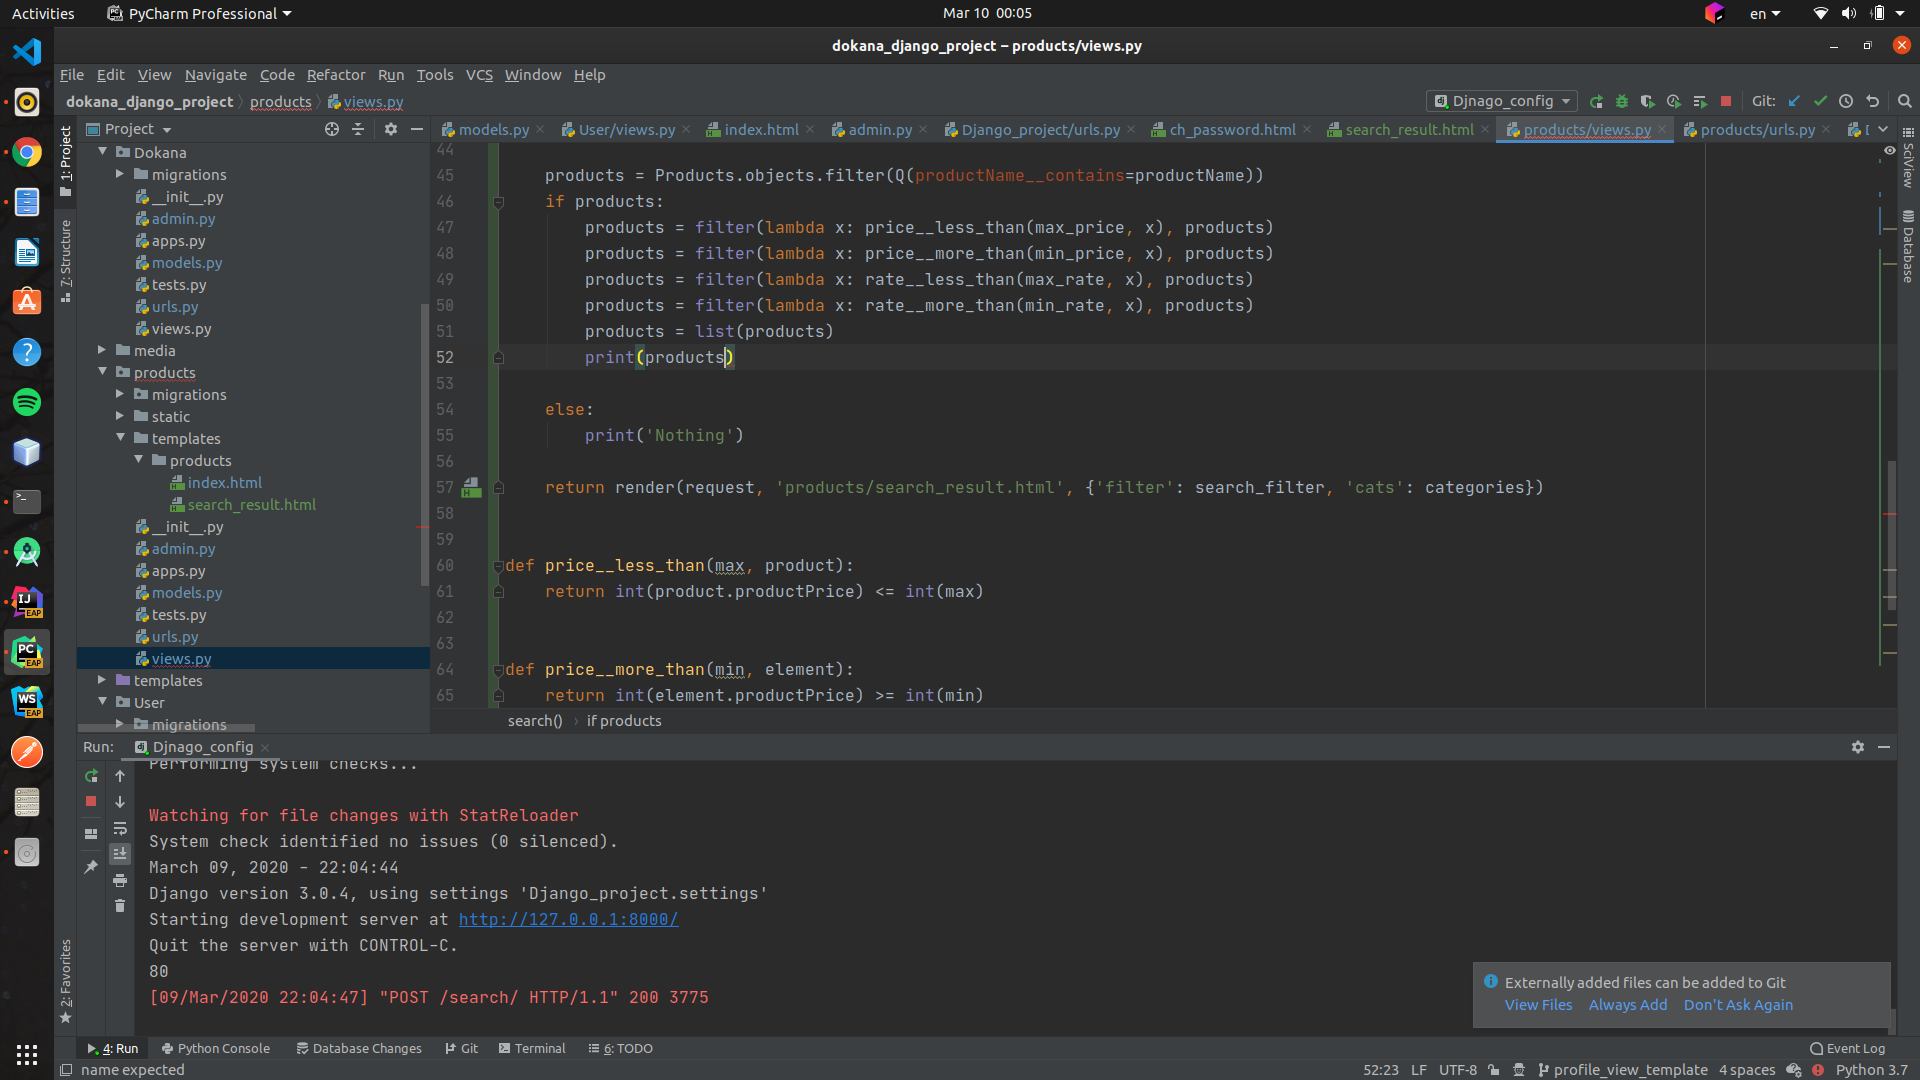 Activities
PyCharm Professional
Mar 10 00:05
en
dokana_django_project – products/views.py
File Edit View Navigate Code Refactor Run Tools VCS Window Help
dokana_django_project products views.py
Djnago_config
Git:
1: Project
7: Structure
2: Favorites
Project
Dokana
migrations
__init__.py
admin.py
apps.py
models.py
tests.py
urls.py
views.py
media
products
migrations
static
templates
products
index.html
search_result.html
__init__.py
admin.py
apps.py
models.py
tests.py
urls.py
views.py
templates
User
migrations
models.py User/views.py index.html admin.py Django_project/urls.py ch_password.html search_result.html products/views.py products/urls.py
SciView
Database
44
45 products = Products.objects.filter(Q(productName__contains=productName))
46 if products:
47 products = filter(lambda x: price__less_than(max_price, x), products)
48 products = filter(lambda x: price__more_than(min_price, x), products)
49 products = filter(lambda x: rate__less_than(max_rate, x), products)
50 products = filter(lambda x: rate__more_than(min_rate, x), products)
51 products = list(products)
52 print(products)
53
54 else:
55 print('Nothing')
56
57 return render(request, 'products/search_result.html', {'filter': search_filter, 'cats': categories})
58
59
60 def price__less_than(max, product):
61 return int(product.productPrice) <= int(max)
62
63
64 def price__more_than(min, element):
65 return int(element.productPrice) >= int(min)
search() if products
Run: Djnago_config
Performing system checks...
Watching for file changes with StatReloader
System check identified no issues (0 silenced).
March 09, 2020 - 22:04:44
Django version 3.0.4, using settings 'Django_project.settings'
Starting development server at http://127.0.0.1:8000/
Quit the server with CONTROL-C.
80
[09/Mar/2020 22:04:47] "POST /search/ HTTP/1.1" 200 3775
Externally added files can be added to Git
View Files Always Add Don't Ask Again
4: Run Python Console Database Changes Git Terminal 6: TODO
Event Log
name expected
52:23 LF UTF-8 profile_view_template 4 spaces Python 3.7